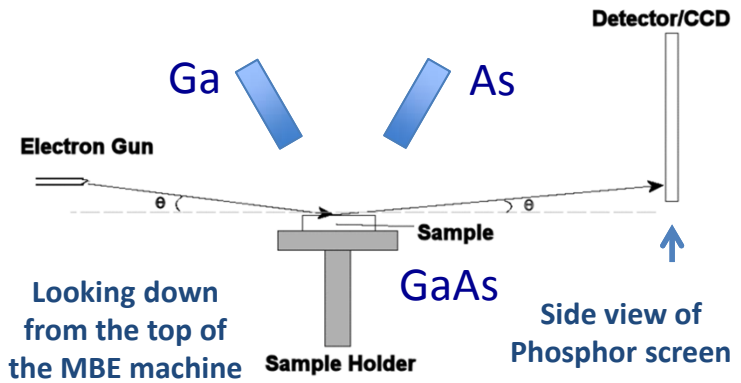 Detector/CCD
Ga
As
Electron Gun
θ
θ
Sample
GaAs
Looking down
from the top of
the MBE machine
Sample Holder
Side view of
Phosphor screen